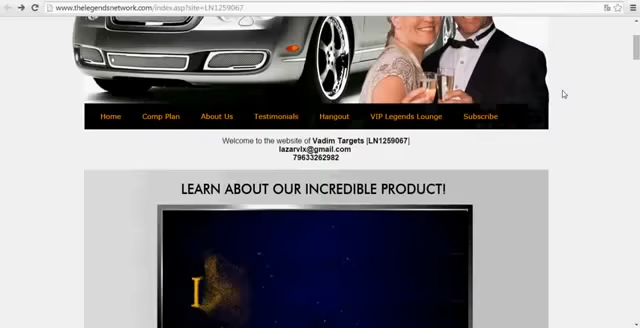 www.thelegendsnetwork.com/index.asp?site=LN1259067
Home Comp Plan About Us Testimonials Hangout VIP Legends Lounge Subscribe
Welcome to the website of Vadim Targets [LN1259067]
lazarvlx@gmail.com
79633262982
LEARN ABOUT OUR INCREDIBLE PRODUCT!
I